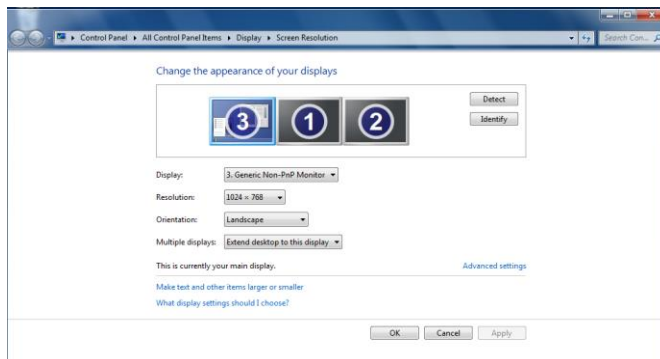 Control Panel ▸ All Control Panel Items ▸ Display ▸ Screen Resolution
Search Con...
Change the appearance of your displays
3 1 2
Detect
Identify
Display: 3. Generic Non-PnP Monitor
Resolution: 1024 × 768
Orientation: Landscape
Multiple displays: Extend desktop to this display
This is currently your main display. Advanced settings
Make text and other items larger or smaller
What display settings should I choose?
OK Cancel Apply